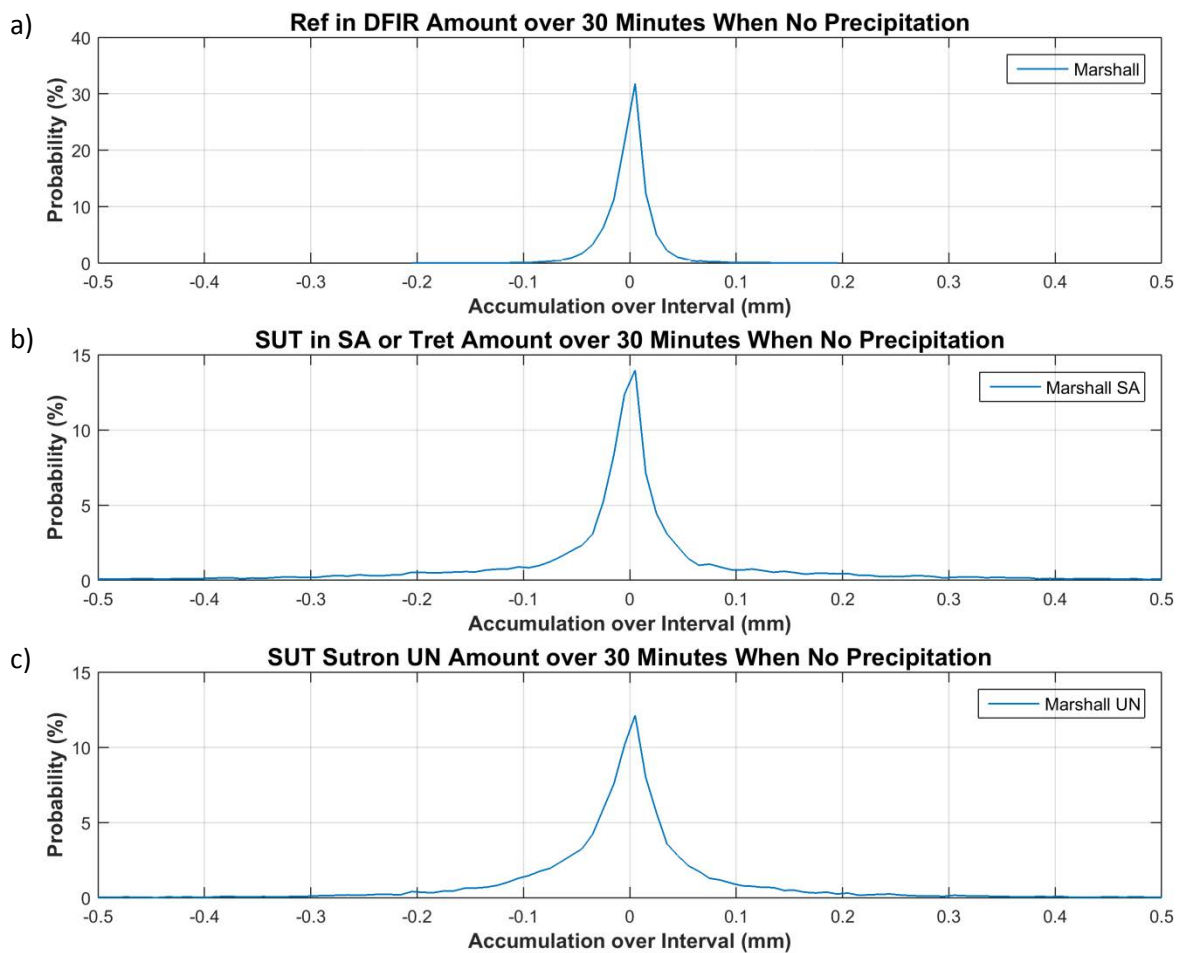 a)
Ref in DFIR Amount over 30 Minutes When No Precipitation
40
30
20
10
0
Probability (%)
Marshall
-0.5 -0.4 -0.3 -0.2 -0.1 0 0.1 0.2 0.3 0.4 0.5
Accumulation over Interval (mm)
b)
SUT in SA or Tret Amount over 30 Minutes When No Precipitation
15
10
5
0
Probability (%)
Marshall SA
-0.5 -0.4 -0.3 -0.2 -0.1 0 0.1 0.2 0.3 0.4 0.5
Accumulation over Interval (mm)
c)
SUT Sutron UN Amount over 30 Minutes When No Precipitation
15
10
5
0
Probability (%)
Marshall UN
-0.5 -0.4 -0.3 -0.2 -0.1 0 0.1 0.2 0.3 0.4 0.5
Accumulation over Interval (mm)